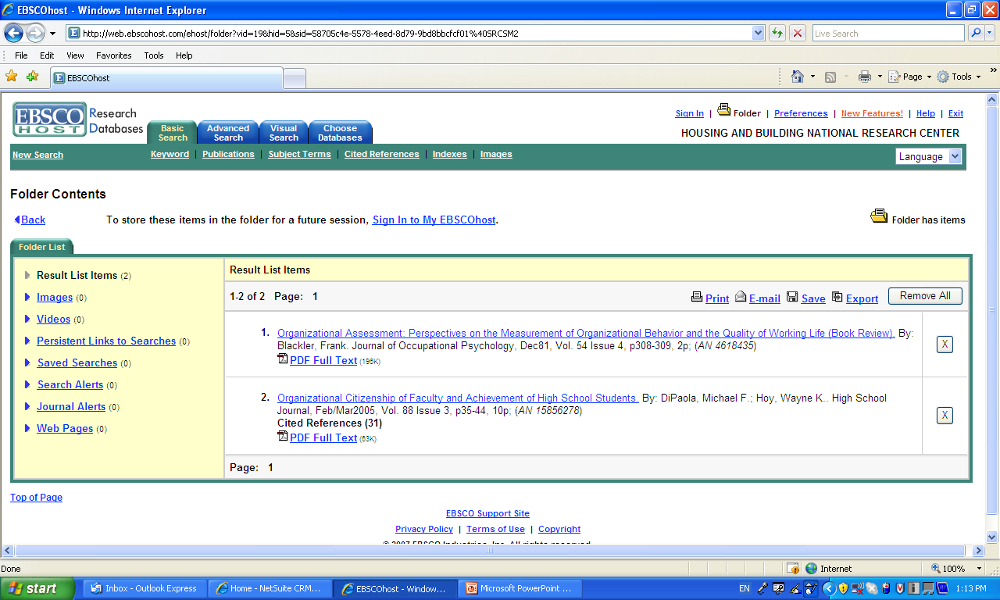 EBSCOhost - Windows Internet Explorer
http://web.ebscohost.com/ehost/folder?vid=19&hid=5&sid=58705c4e-5578-4eed-8d79-9bd8bbcfcf01%40SRCSM2
Live Search
File Edit View Favorites Tools Help
EBSCOhost
Page Tools
EBSCO HOST Research Databases
Basic Search
Advanced Search
Visual Search
Choose Databases
Sign In | Folder | Preferences | New Features! | Help | Exit
HOUSING AND BUILDING NATIONAL RESEARCH CENTER
New Search
Keyword | Publications | Subject Terms | Cited References | Indexes | Images
Language
Folder Contents
Back
To store these items in the folder for a future session, Sign In to My EBSCOhost.
Folder has items
Folder List
Result List Items (2)
Images (0)
Videos (0)
Persistent Links to Searches (0)
Saved Searches (0)
Search Alerts (0)
Journal Alerts (0)
Web Pages (0)
Result List Items
1-2 of 2 Page: 1
Print E-mail Save Export Remove All
1. Organizational Assessment: Perspectives on the Measurement of Organizational Behavior and the Quality of Working Life (Book Review). By:
Blackler, Frank. Journal of Occupational Psychology, Dec81, Vol. 54 Issue 4, p308-309, 2p; (AN 4618435)
PDF Full Text (196K)
X
2. Organizational Citizenship of Faculty and Achievement of High School Students. By: DiPaola, Michael F.; Hoy, Wayne K.. High School
Journal, Feb/Mar2005, Vol. 88 Issue 3, p35-44, 10p; (AN 15856278)
Cited References (31)
PDF Full Text (63K)
X
Page: 1
Top of Page
EBSCO Support Site
Privacy Policy | Terms of Use | Copyright
© 2007 EBSCO Industries, Inc. All rights reserved
Done
Internet
100%
start
Inbox - Outlook Express
Home - NetSuite CRM...
EBSCOhost - Window...
Microsoft PowerPoint ...
EN
1:13 PM